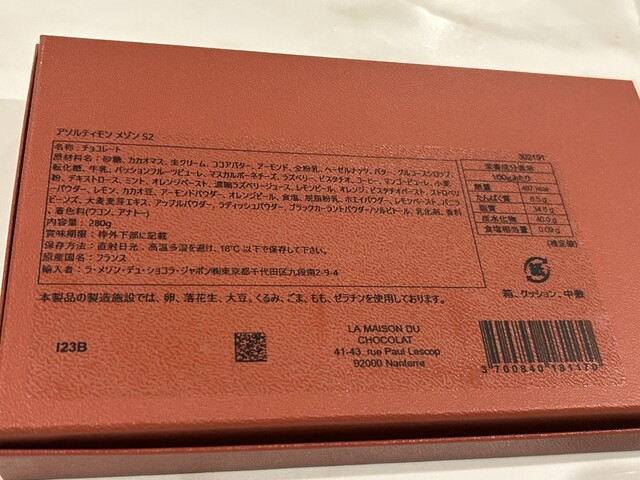 アソルティモン メゾン S2
名称：チョコレート
原材料名：砂糖、カカオマス、生クリーム、ココアバター、アーモンド、全粉乳、ヘーゼルナッツ、バター、グルコースシロップ、
転化糖、牛乳、パッションフルーツピューレ、マスカルポーネチーズ、ラズベリー、ピスタチオ、コーヒー、マンゴーピューレ、小麦
粉、デキストロース、ミント、オレンジペースト、濃縮ラズベリージュース、レモンピール、オレンジ、ピスタチオペースト、ストロベリ
ーパウダー、レモン、カカオ豆、アーモンドパウダー、オレンジピール、食塩、脱脂粉乳、ホエイパウダー、レモンペースト、バニラ
ビーンズ、大麦麦芽エキス、アップルパウダー、ラディッシュパウダー、ブラックカーラントパウダー/ソルビトール、乳化剤、香料
、着色料(ウコン、アナトー)
内容量：280g
賞味期限：枠外下部に記載
保存方法：直射日光、高温多湿を避け、18℃以下で保存して下さい。
原産国名：フランス
輸入者：ラ・メゾン・デュ・ショコラ・ジャポン㈱東京都千代田区九段南2-9-4
302191
栄養成分表示
100gあたり
熱量 487 kcal
たんぱく質 6.5 g
脂質 34.0 g
炭水化物 40.0 g
食塩相当量 0.09 g
(推定値)
紙
箱、クッション、中敷
本製品の製造施設では、卵、落花生、大豆、くるみ、ごま、もも、ゼラチンを使用しております。
I23B
LA MAISON DU
CHOCOLAT
41-43, rue Paul Lescop
92000 Nanterre
3 700840 191170